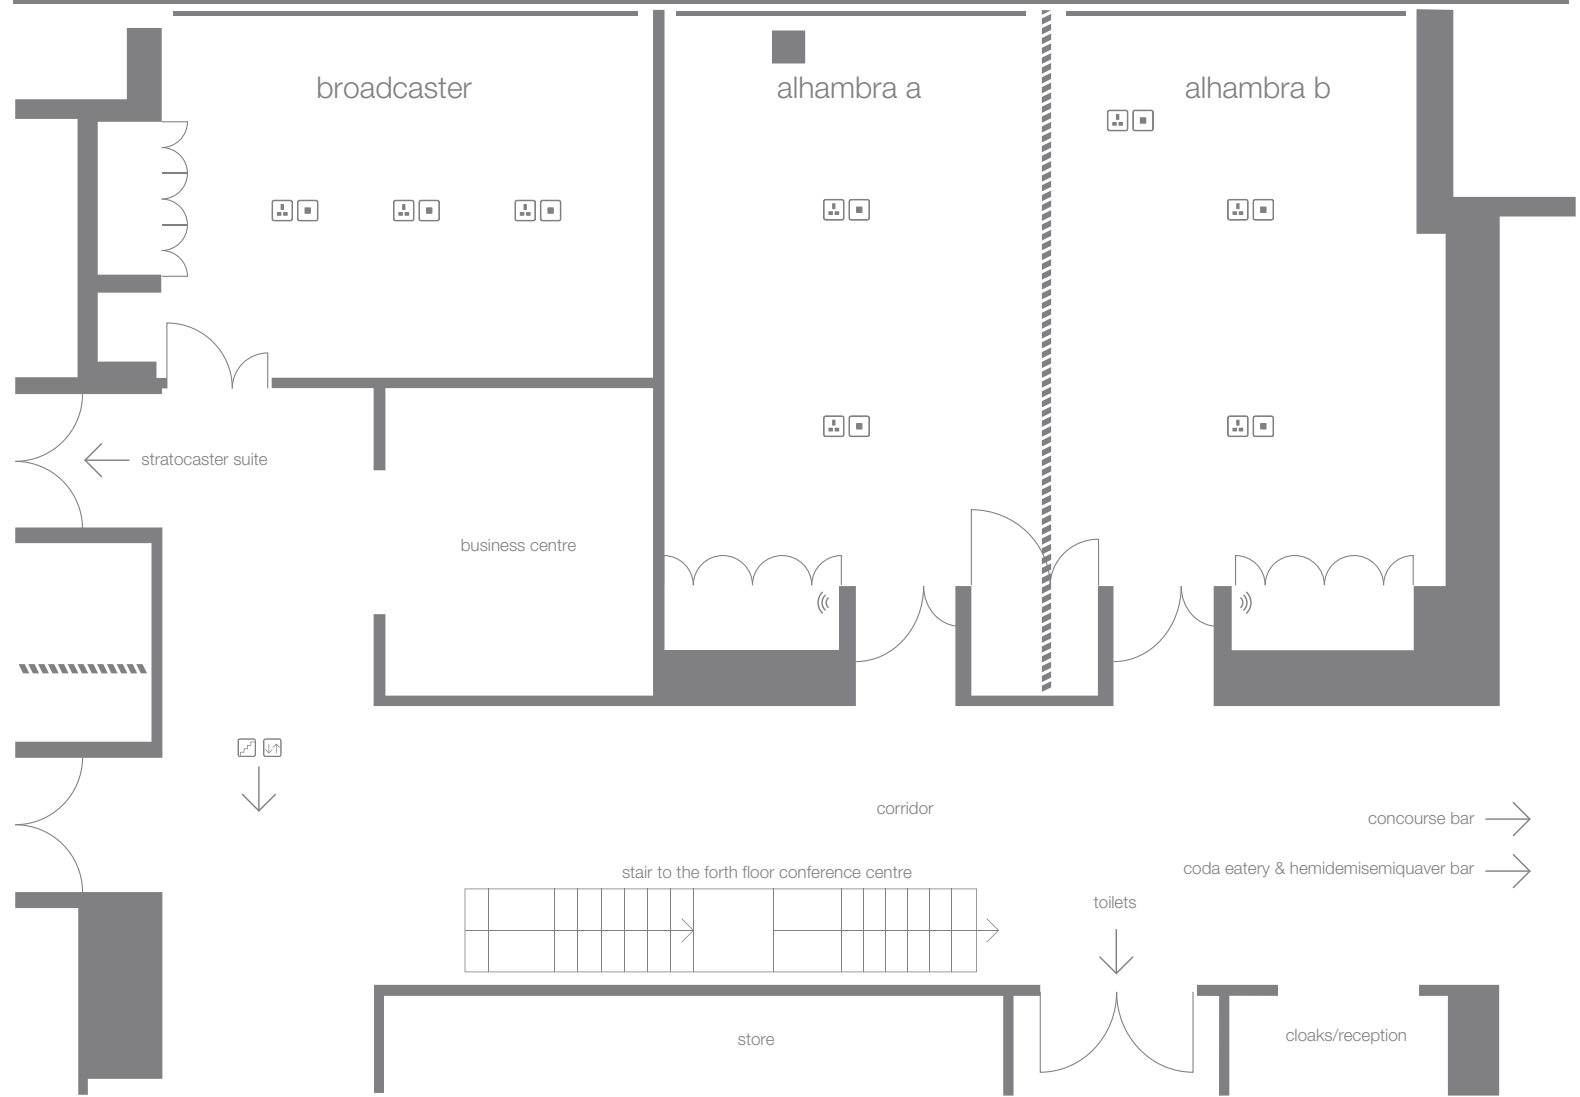 broadcaster
alhambra a
alhambra b
stratocaster suite
business centre
corridor
concourse bar
stair to the forth floor conference centre
coda eatery & hemidemisemiquaver bar
toilets
store
cloaks/reception